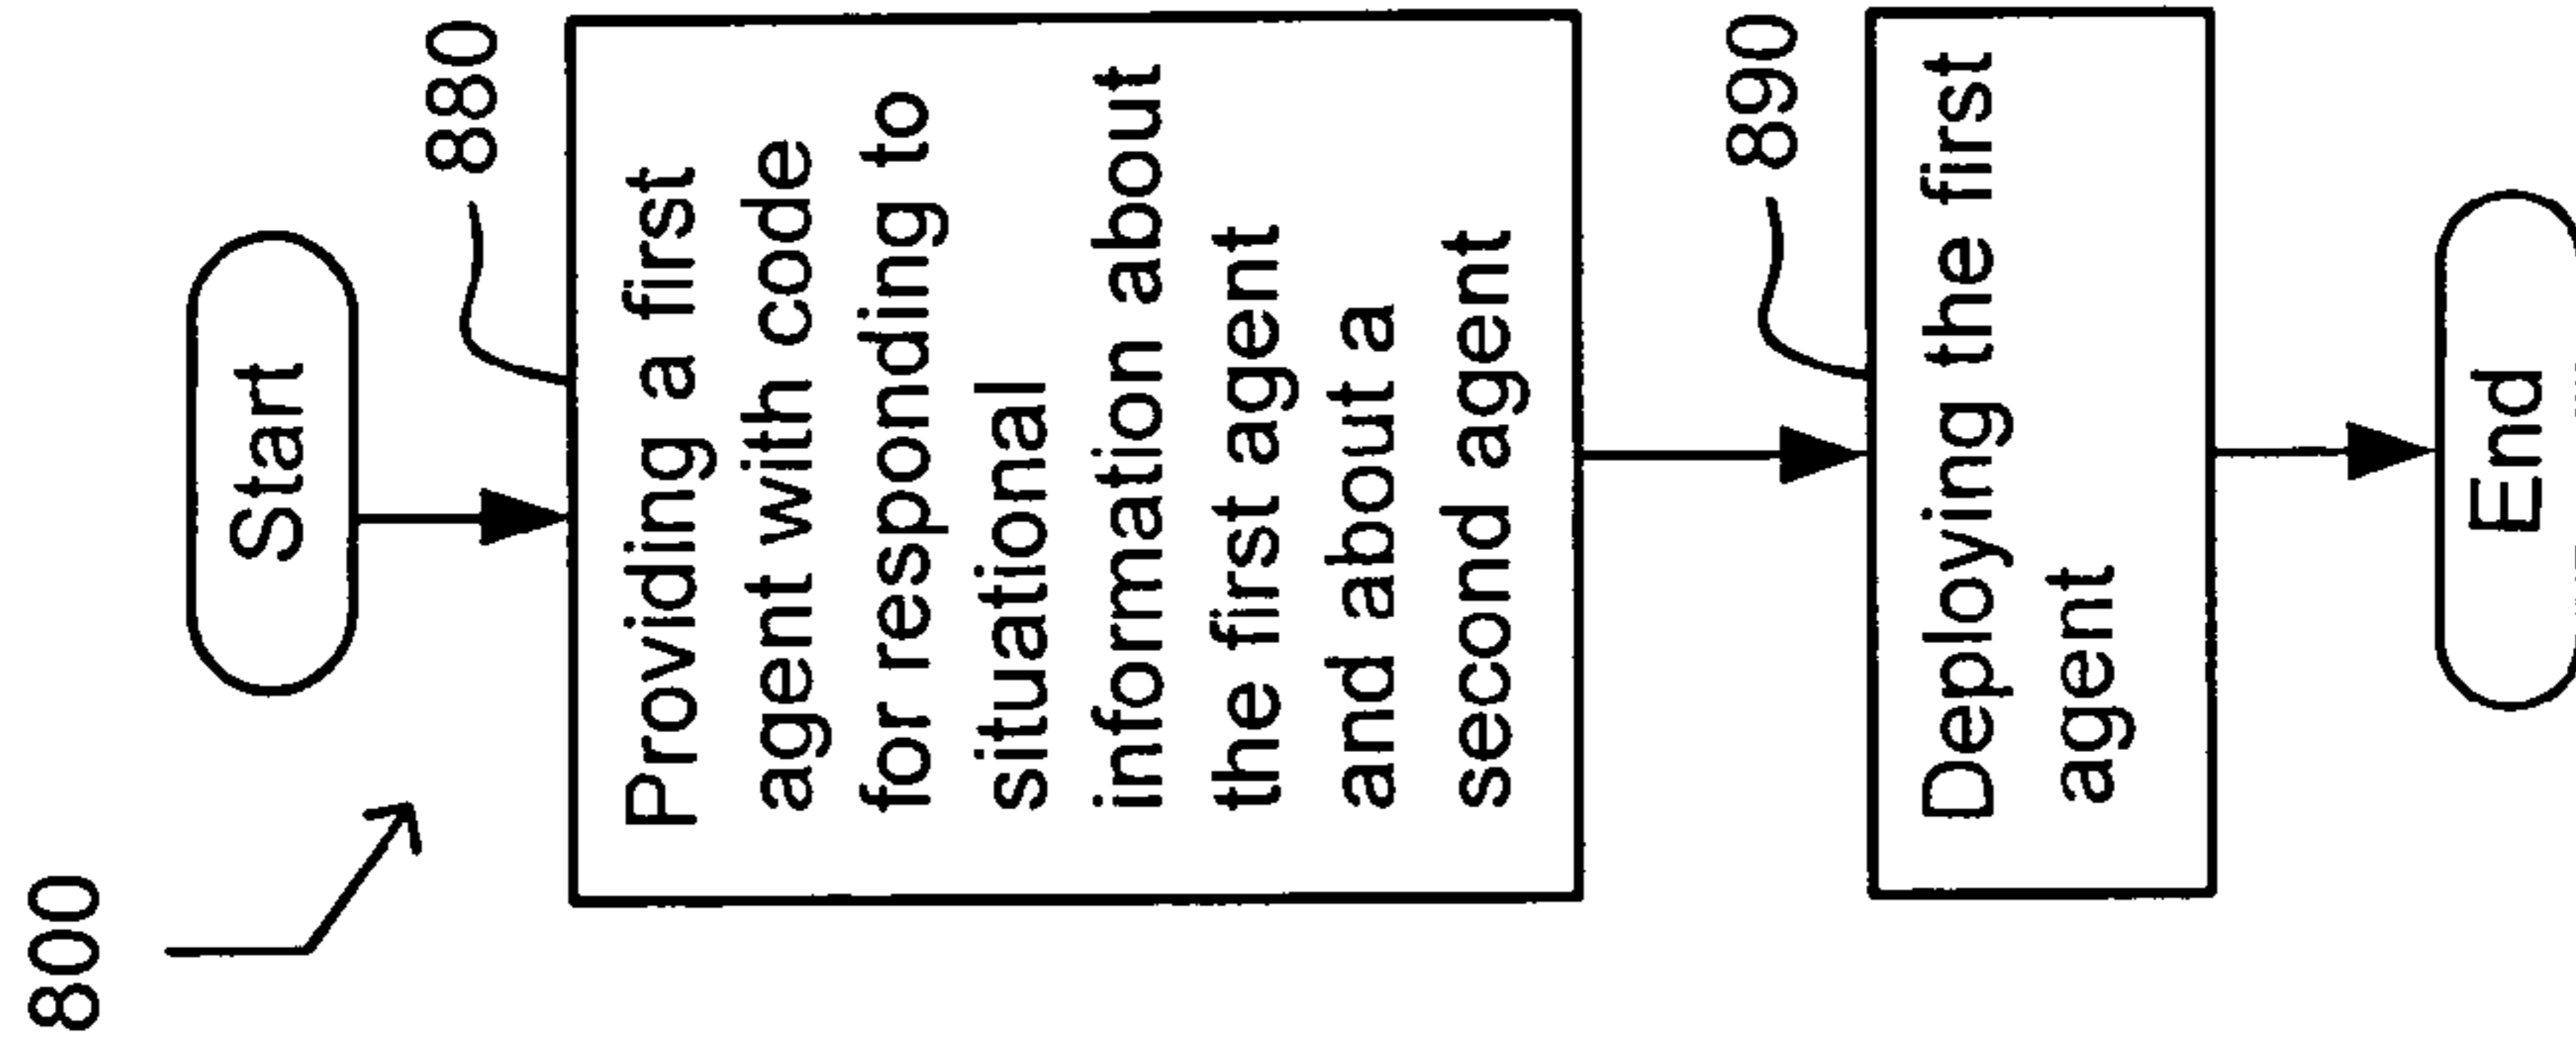 800
Start
880
Providing a first
agent with code
for responding to
situational
information about
the first agent
and about a
second agent
890
Deploying the first
agent
End